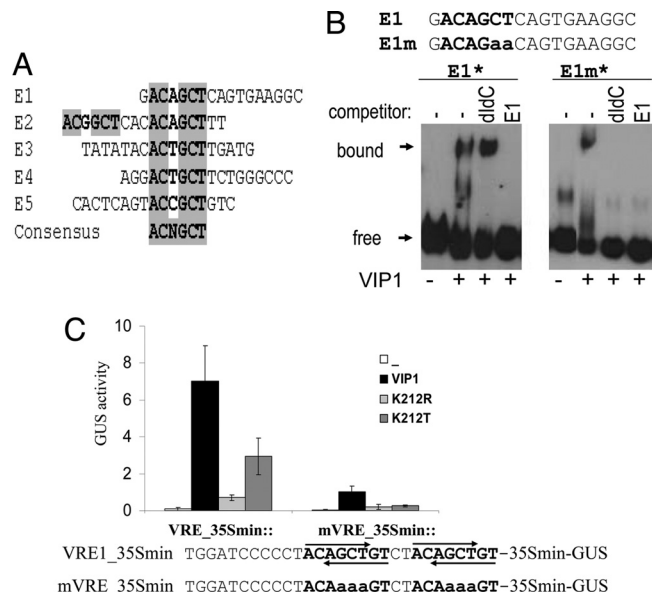 A
E1 GACAGCTCAGTGAAGGC
E2 ACGGCTCACACAGCTTT
E3 TATATACACTGCTTGATG
E4 AGGACTGCTTCTGGGCCC
E5 CACTCAGTACCGCTGTC
Consensus ACNGCT
B
E1 GACAGCTCAGTGAAGGC
E1m GACAGaaCAGTGAAGGC
E1* E1m*
competitor: - - dIdC E1 - - dIdC E1
bound
free
VIP1 - + + + - + + +
C
GUS activity
10
8
6
4
2
0
_
VIP1
K212R
K212T
VRE_35Smin:: mVRE_35Smin::
VRE1_35Smin TGGATCCCCCTACAGCTGTCTACAGCTGT-35Smin-GUS
mVRE_35Smin TGGATCCCCCTACAaaaGTCTACAaaaGT-35Smin-GUS